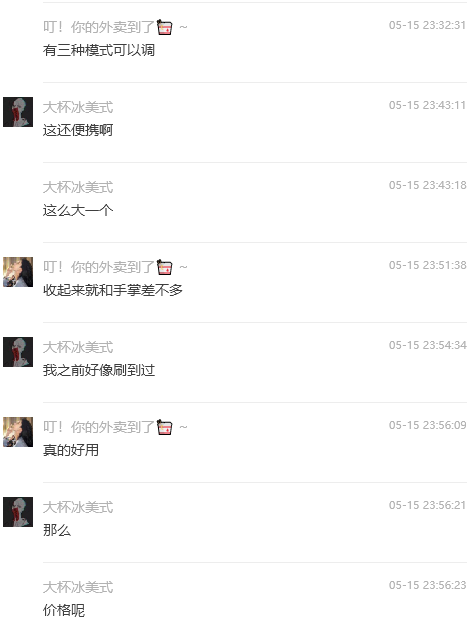 叮！你的外卖到了 ~ 05-15 23:32:31
有三种模式可以调
大杯冰美式 05-15 23:43:11
这还便携啊
大杯冰美式 05-15 23:43:18
这么大一个
叮！你的外卖到了 ~ 05-15 23:51:38
收起来就和手掌差不多
大杯冰美式 05-15 23:54:34
我之前好像刷到过
叮！你的外卖到了 ~ 05-15 23:56:09
真的好用
大杯冰美式 05-15 23:56:21
那么
大杯冰美式 05-15 23:56:23
价格呢